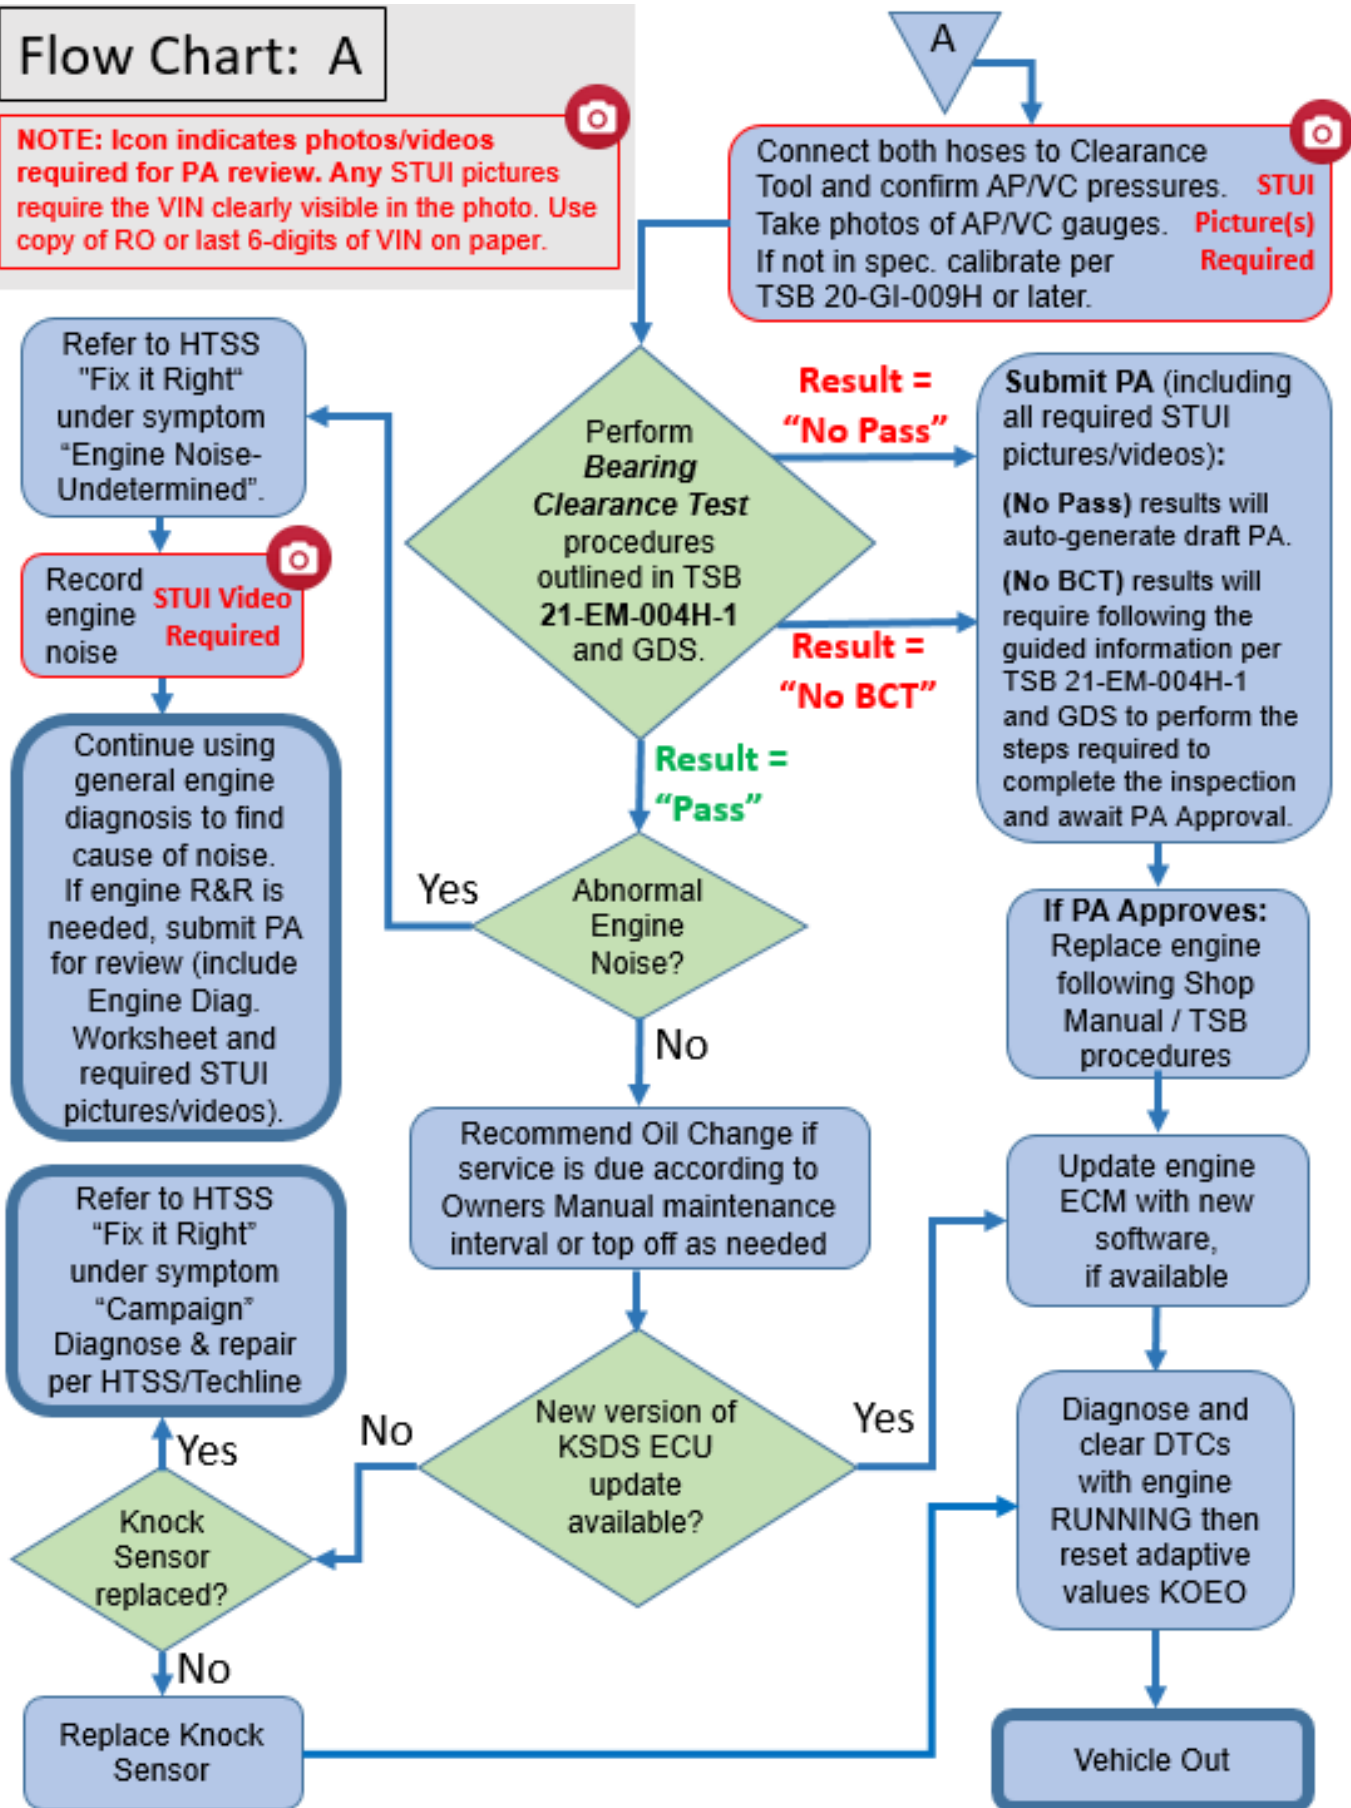 Flow Chart: A
NOTE: Icon indicates photos/videos
required for PA review. Any STUI pictures
require the VIN clearly visible in the photo. Use
copy of RO or last 6-digits of VIN on paper.
A
Connect both hoses to Clearance
Tool and confirm AP/VC pressures.
Take photos of AP/VC gauges.
If not in spec. calibrate per
TSB 20-GI-009H or later.
STUI
Picture(s)
Required
Perform
Bearing
Clearance Test
procedures
outlined in TSB
21-EM-004H-1
and GDS.
Result =
“No Pass”
Result =
“No BCT”
Result =
“Pass”
Submit PA (including
all required STUI
pictures/videos):
(No Pass) results will
auto-generate draft PA.
(No BCT) results will
require following the
guided information per
TSB 21-EM-004H-1
and GDS to perform the
steps required to
complete the inspection
and await PA Approval.
If PA Approves:
Replace engine
following Shop
Manual / TSB
procedures
Update engine
ECM with new
software,
if available
Diagnose and
clear DTCs
with engine
RUNNING then
reset adaptive
values KOEO
Vehicle Out
Abnormal
Engine
Noise?
Yes
No
Refer to HTSS
"Fix it Right“
under symptom
“Engine Noise-
Undetermined”.
Record
engine
noise
STUI Video
Required
Continue using
general engine
diagnosis to find
cause of noise.
If engine R&R is
needed, submit PA
for review (include
Engine Diag.
Worksheet and
required STUI
pictures/videos).
Recommend Oil Change if
service is due according to
Owners Manual maintenance
interval or top off as needed
New version of
KSDS ECU
update
available?
Yes
No
Knock
Sensor
replaced?
Yes
Refer to HTSS
“Fix it Right”
under symptom
“Campaign”
Diagnose & repair
per HTSS/Techline
No
Replace Knock
Sensor